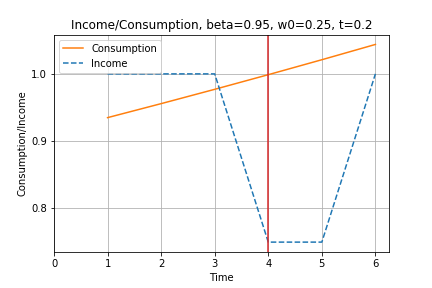 Income/Consumption, beta=0.95, w0=0.25, t=0.2
Consumption
Income
Consumption/Income
1.0
0.9
0.8
0 1 2 3 4 5 6
Time